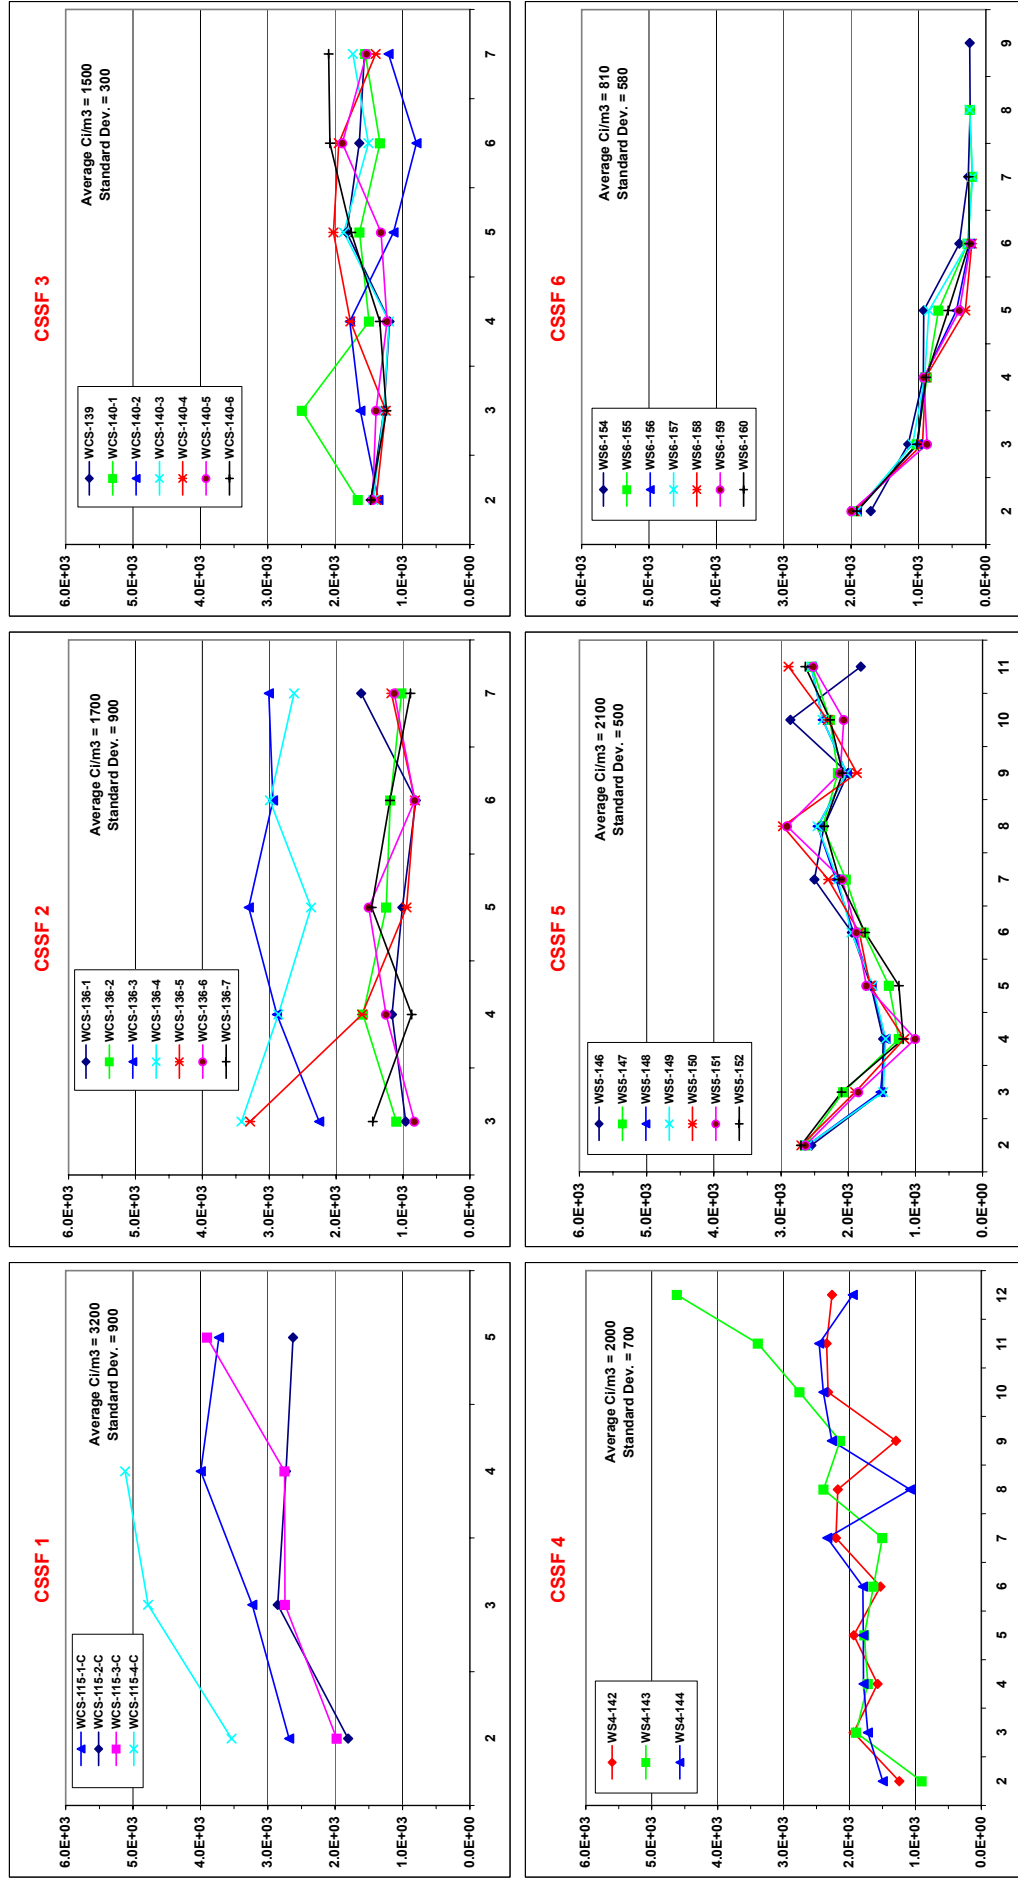 CSSF 1
Average Ci/m3 = 3200
Standard Dev. = 900
WCS-115-1-C
WCS-115-2-C
WCS-115-3-C
WCS-115-4-C
6.0E+03
5.0E+03
4.0E+03
3.0E+03
2.0E+03
1.0E+03
0.0E+00
2 3 4 5
CSSF 2
Average Ci/m3 = 1700
Standard Dev. = 900
WCS-136-1
WCS-136-2
WCS-136-3
WCS-136-4
WCS-136-5
WCS-136-6
WCS-136-7
6.0E+03
5.0E+03
4.0E+03
3.0E+03
2.0E+03
1.0E+03
0.0E+00
3 4 5 6 7
CSSF 3
Average Ci/m3 = 1500
Standard Dev. = 300
WCS-139
WCS-140-1
WCS-140-2
WCS-140-3
WCS-140-4
WCS-140-5
WCS-140-6
6.0E+03
5.0E+03
4.0E+03
3.0E+03
2.0E+03
1.0E+03
0.0E+00
2 3 4 5 6 7
CSSF 4
Average Ci/m3 = 2000
Standard Dev. = 700
WS4-142
WS4-143
WS4-144
6.0E+03
5.0E+03
4.0E+03
3.0E+03
2.0E+03
1.0E+03
0.0E+00
2 3 4 5 6 7 8 9 10 11 12
CSSF 5
Average Ci/m3 = 2100
Standard Dev. = 500
WS5-146
WS5-147
WS5-148
WS5-149
WS5-150
WS5-151
WS5-152
6.0E+03
5.0E+03
4.0E+03
3.0E+03
2.0E+03
1.0E+03
0.0E+00
2 3 4 5 6 7 8 9 10 11
CSSF 6
Average Ci/m3 = 810
Standard Dev. = 580
WS6-154
WS6-155
WS6-156
WS6-157
WS6-158
WS6-159
WS6-160
6.0E+03
5.0E+03
4.0E+03
3.0E+03
2.0E+03
1.0E+03
0.0E+00
2 3 4 5 6 7 8 9